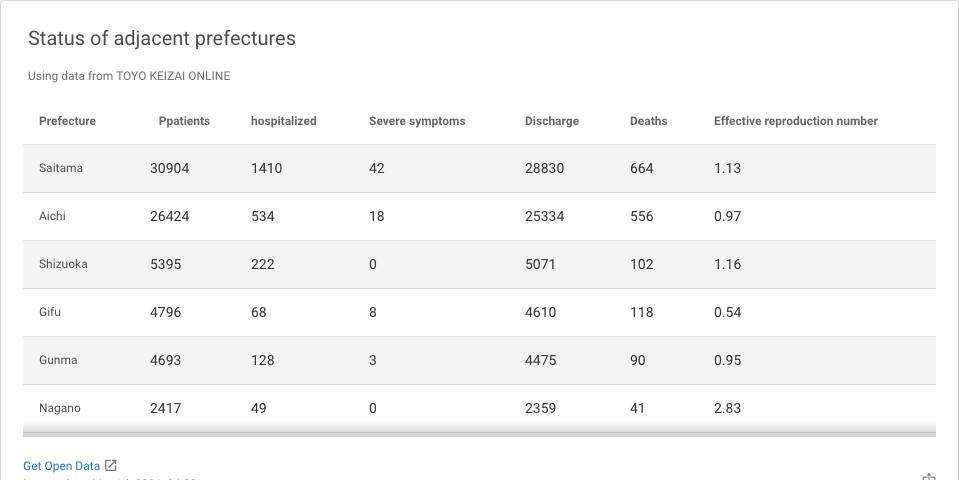 Status of adjacent prefectures
Using data from TOYO KEIZAI ONLINE
Prefecture Ppatients hospitalized Severe symptoms Discharge Deaths Effective reproduction number
Saitama 30904 1410 42 28830 664 1.13
Aichi 26424 534 18 25334 556 0.97
Shizuoka 5395 222 0 5071 102 1.16
Gifu 4796 68 8 4610 118 0.54
Gunma 4693 128 3 4475 90 0.95
Nagano 2417 49 0 2359 41 2.83
Get Open Data